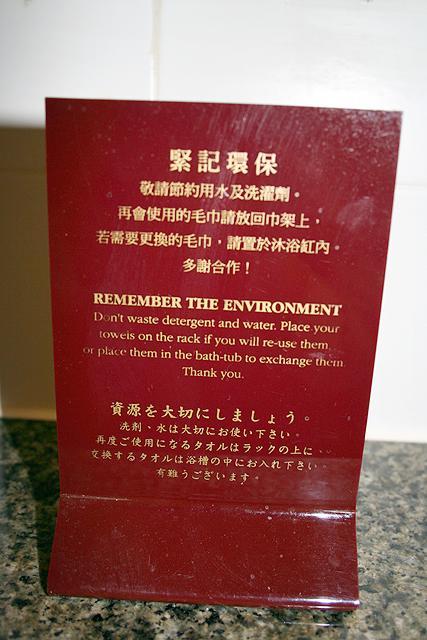 緊記環保
敬請節約用水及洗濯劑。
再會使用的毛巾請放回巾架上，
若需要更換的毛巾，請置於沐浴缸內。
多謝合作！
REMEMBER THE ENVIRONMENT
Don't waste detergent and water. Place your
towels on the rack if you will re-use them,
or place them in the bath-tub to exchange them.
Thank you.
資源を大切にしましょう。
洗剤、水は大切にお使い下さい。
再度ご使用になるタオルはラックの上に、
交換するタオルは浴槽の中にお入れ下さい。
有難うございます。